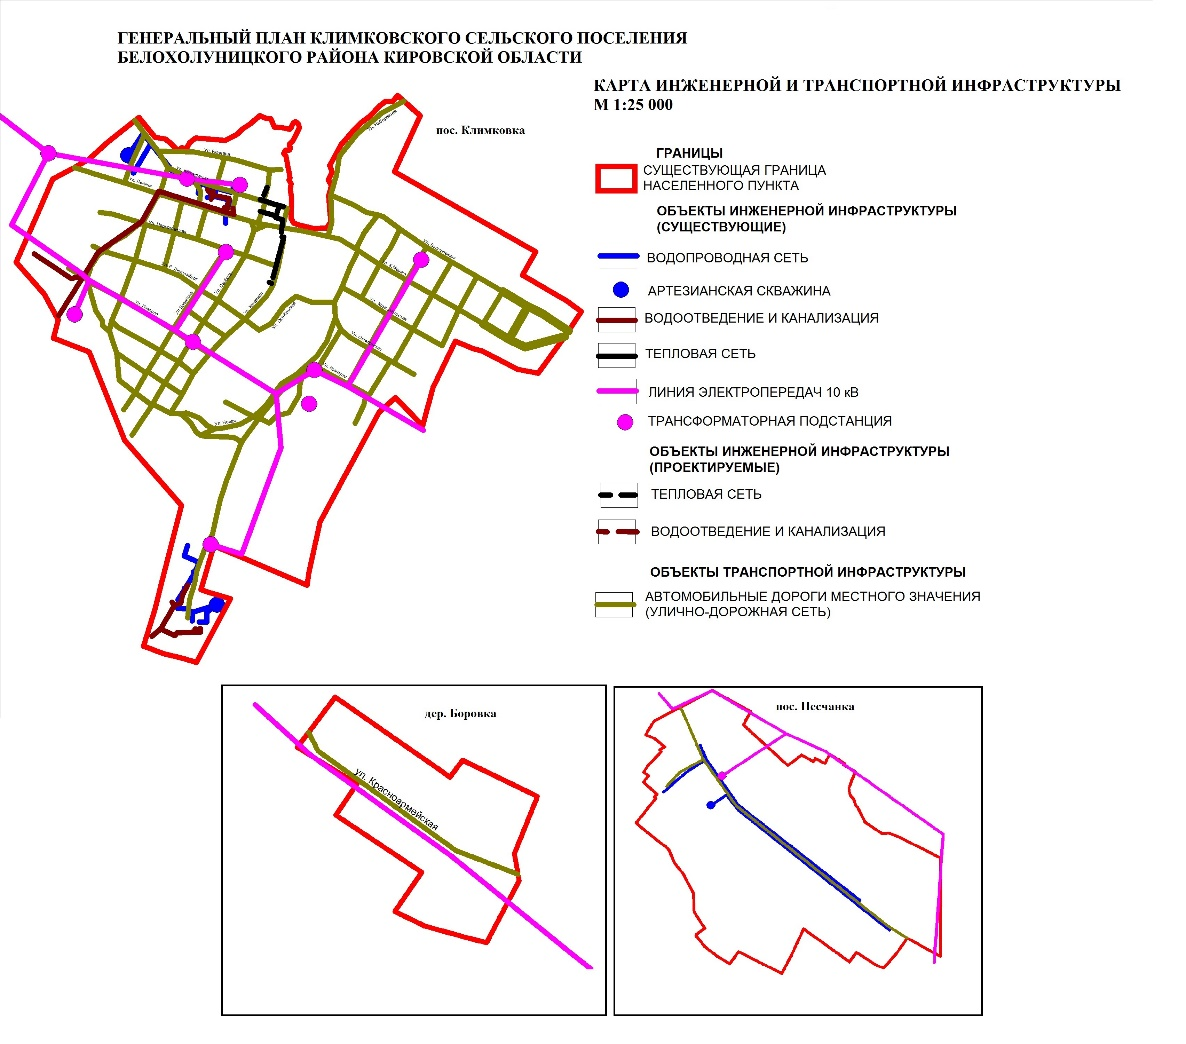 ГЕНЕРАЛЬНЫЙ ПЛАН КЛИМКОВСКОГО СЕЛЬСКОГО ПОСЕЛЕНИЯ
БЕЛОХОЛУНИЦКОГО РАЙОНА КИРОВСКОЙ ОБЛАСТИ
КАРТА ИНЖЕНЕРНОЙ И ТРАНСПОРТНОЙ ИНФРАСТРУКТУРЫ
М 1:25 000
пос. Климковка
ГРАНИЦЫ
СУЩЕСТВУЮЩАЯ ГРАНИЦА
НАСЕЛЕННОГО ПУНКТА
ОБЪЕКТЫ ИНЖЕНЕРНОЙ ИНФРАСТРУКТУРЫ
(СУЩЕСТВУЮЩИЕ)
ВОДОПРОВОДНАЯ СЕТЬ
АРТЕЗИАНСКАЯ СКВАЖИНА
ВОДООТВЕДЕНИЕ И КАНАЛИЗАЦИЯ
ТЕПЛОВАЯ СЕТЬ
ЛИНИЯ ЭЛЕКТРОПЕРЕДАЧ 10 кВ
ТРАНСФОРМАТОРНАЯ ПОДСТАНЦИЯ
ОБЪЕКТЫ ИНЖЕНЕРНОЙ ИНФРАСТРУКТУРЫ
(ПРОЕКТИРУЕМЫЕ)
ТЕПЛОВАЯ СЕТЬ
ВОДООТВЕДЕНИЕ И КАНАЛИЗАЦИЯ
ОБЪЕКТЫ ТРАНСПОРТНОЙ ИНФРАСТРУКТУРЫ
АВТОМОБИЛЬНЫЕ ДОРОГИ МЕСТНОГО ЗНАЧЕНИЯ
(УЛИЧНО-ДОРОЖНАЯ СЕТЬ)
дер. Боровка
ул. Красноармейская
пос. Песчанка